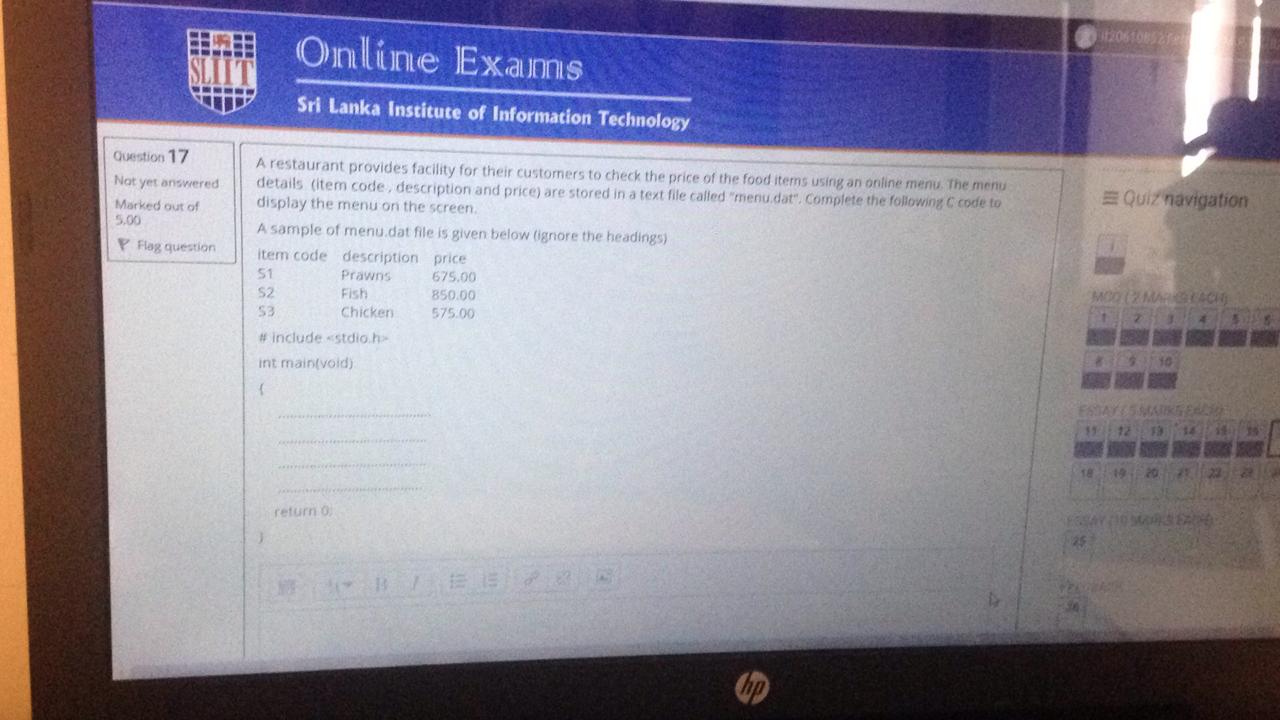 SLIIT
Online Exams
Sri Lanka Institute of Information Technology
Question 17
Not yet answered
Marked out of
5.00
Flag question
A restaurant provides facility for their customers to check the price of the food items using an online menu. The menu
details (item code , description and price) are stored in a text file called "menu.dat". Complete the following C code to
display the menu on the screen.
A sample of menu.dat file is given below (ignore the headings)
item code description price
S1 Prawns 675.00
S2 Fish 850.00
S3 Chicken 575.00
# include <stdio.h>
int main(void)
{
........................................
........................................
........................................
........................................
return 0;
}
Quiz navigation
i
MCQ ( 2 MARKS EACH)
1 2 3 4 5 6
8 9 10
ESSAY ( 5 MARKS EACH)
11 12 13 14 15 16
18 19 20 21 22 23
ESSAY (10 MARKS EACH)
25
26
hp